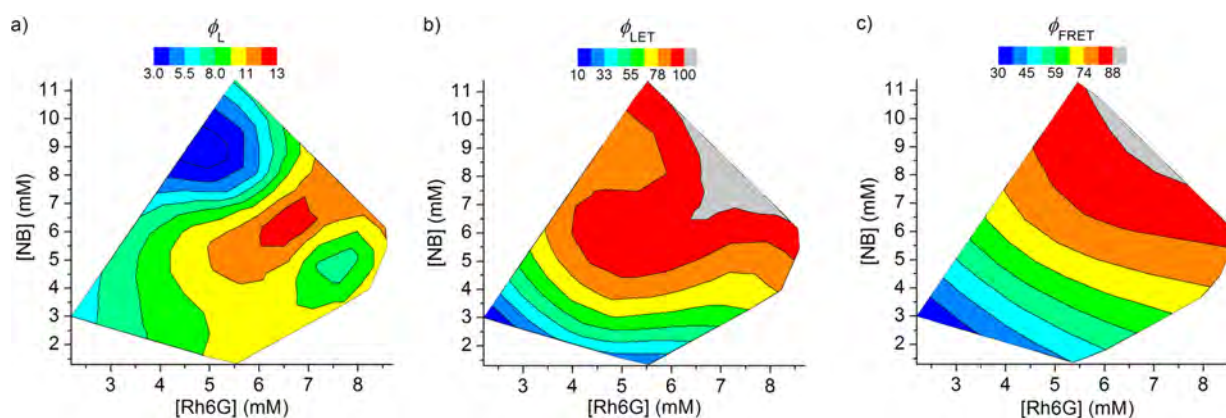 a)
ϕL
3.0 5.5 8.0 11 13
[NB] (mM)
11
10
9
8
7
6
5
4
3
2
3 4 5 6 7 8
[Rh6G] (mM)
b)
ϕLET
10 33 55 78 100
[NB] (mM)
11
10
9
8
7
6
5
4
3
2
3 4 5 6 7 8
[Rh6G] (mM)
c)
ϕFRET
30 45 59 74 88
[NB] (mM)
11
10
9
8
7
6
5
4
3
2
3 4 5 6 7 8
[Rh6G] (mM)